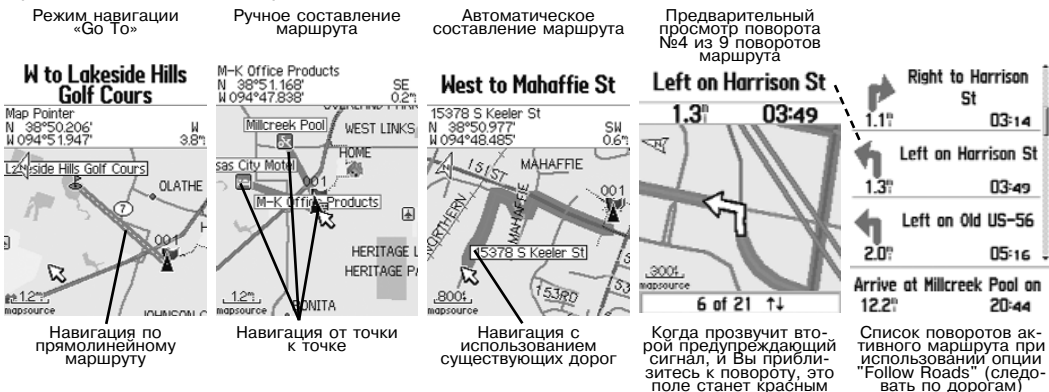 Режим навигации
«Go To»
Ручное составление
маршрута
Автоматическое
составление маршрута
Предварительный
просмотр поворота
№4 из 9 поворотов
маршрута
W to Lakeside Hills
Golf Cours
Map Pointer
N 38°50.206' W
W 094°51.947' 3.8
Lakeside Hills Golf Cours
OLATHE
7
001
1.2
mapsource
JOHNSON
M-K Office Products
N 38°51.168' SE
W 094°47.838' 0.2
OVERLAND PARK
Millcreek Pool
WEST LINKS
HOME
sas City Motel
001
M-K Office Products
HERITAGE
HERITAGE PA
1.2
BONITA
mapsource
West to Mahaffie St
15378 S Keeler St
N 38°50.977' SW
W 094°48.485' 0.6
151ST
MAHAFFIE
001
NORTHERN
MAHAFFIE
15378 S Keeler St
153RD
800
mapsource
Left on Harrison St
1.3 03:49
300
mapsource
6 of 21 ↑↓
Right to Harrison
St
1.1 03:14
Left on Harrison St
1.3 03:49
Left on Old US-56
2.0 05:16
Arrive at Millcreek Pool on
12.2 20:44
Навигация по
прямолинейному
маршруту
Навигация от точки
к точке
Навигация с
использованием
существующих дорог
Когда прозвучит вто-
рой предупреждающий
сигнал, и Вы прибли-
зитесь к повороту, это
поле станет красным
Список поворотов ак-
тивного маршрута при
использовании опции
"Follow Roads" (следо-
вать по дорогам)